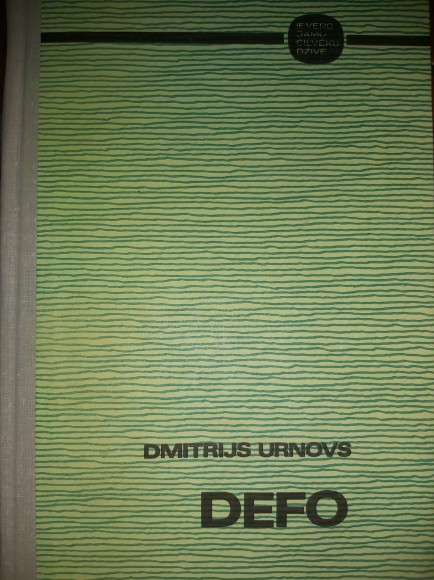 IEVĒRO
JAMU
CILVĒKU
DZĪVE
DMITRIJS URNOVS
DEFO